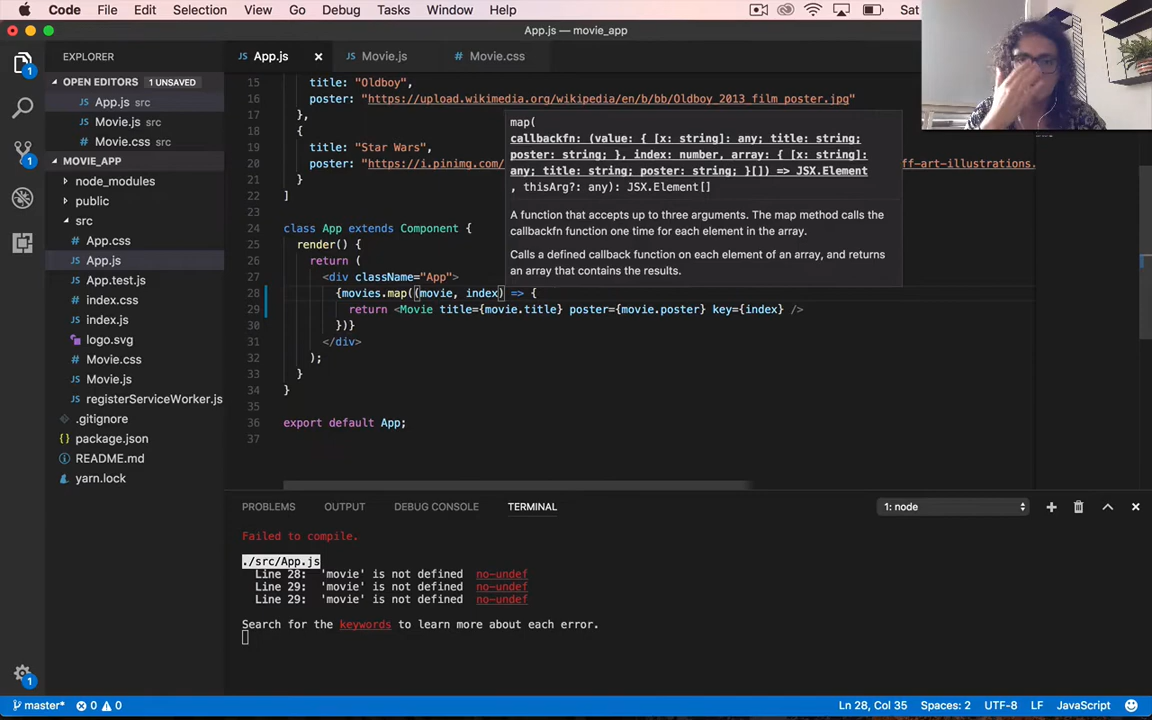 Code File Edit Selection View Go Debug Tasks Window Help Sat
App.js — movie_app
EXPLORER
OPEN EDITORS 1 UNSAVED
App.js src
Movie.js src
Movie.css src
MOVIE_APP
node_modules
public
src
App.css
App.js
App.test.js
index.css
index.js
logo.svg
Movie.css
Movie.js
registerServiceWorker.js
.gitignore
package.json
README.md
yarn.lock
App.js Movie.js Movie.css
15 title: "Oldboy",
16 poster: "https://upload.wikimedia.org/wikipedia/en/b/bb/Oldboy_2013_film_poster.jpg"
17 },
18 {
19 title: "Star Wars",
20 poster: "https://i.pinimg.com/ ff-art-illustrations.
21 }
22 ]
23
24 class App extends Component {
25 render() {
26 return (
27 <div className="App">
28 {movies.map((movie, index) => {
29 return <Movie title={movie.title} poster={movie.poster} key={index} />
30 })}
31 </div>
32 );
33 }
34 }
35
36 export default App;
37
map(
callbackfn: (value: { [x: string]: any; title: string;
poster: string; }, index: number, array: { [x: string]:
any; title: string; poster: string; }[]) => JSX.Element
, thisArg?: any): JSX.Element[]
A function that accepts up to three arguments. The map method calls the
callbackfn function one time for each element in the array.
Calls a defined callback function on each element of an array, and returns
an array that contains the results.
PROBLEMS OUTPUT DEBUG CONSOLE TERMINAL 1: node
Failed to compile.
./src/App.js
Line 28: 'movie' is not defined no-undef
Line 29: 'movie' is not defined no-undef
Line 29: 'movie' is not defined no-undef
Search for the keywords to learn more about each error.
master* 0 0 Ln 28, Col 35 Spaces: 2 UTF-8 LF JavaScript